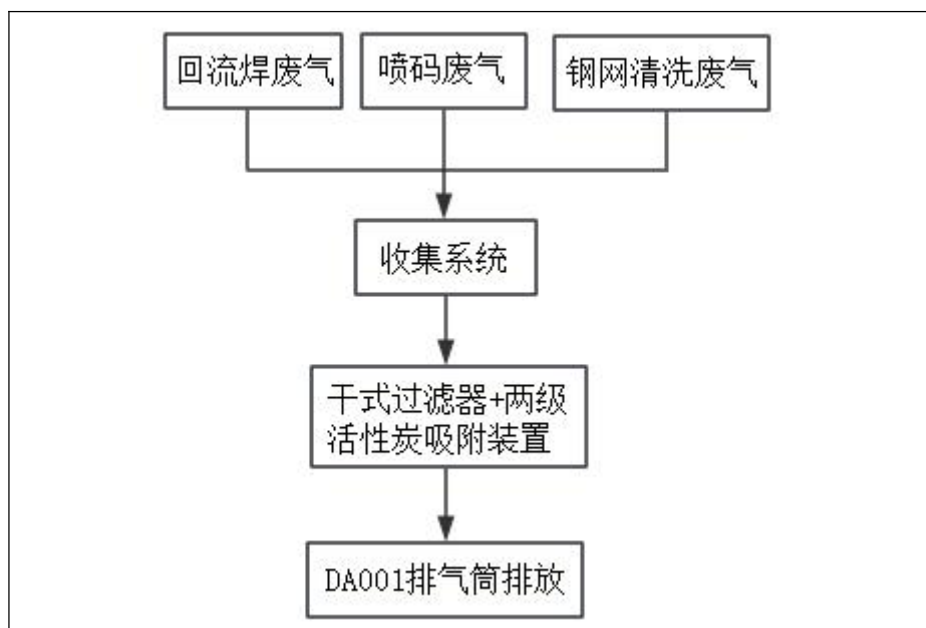 回流焊废气
喷码废气
钢网清洗废气
收集系统
干式过滤器+两级
活性炭吸附装置
DA001排气筒排放